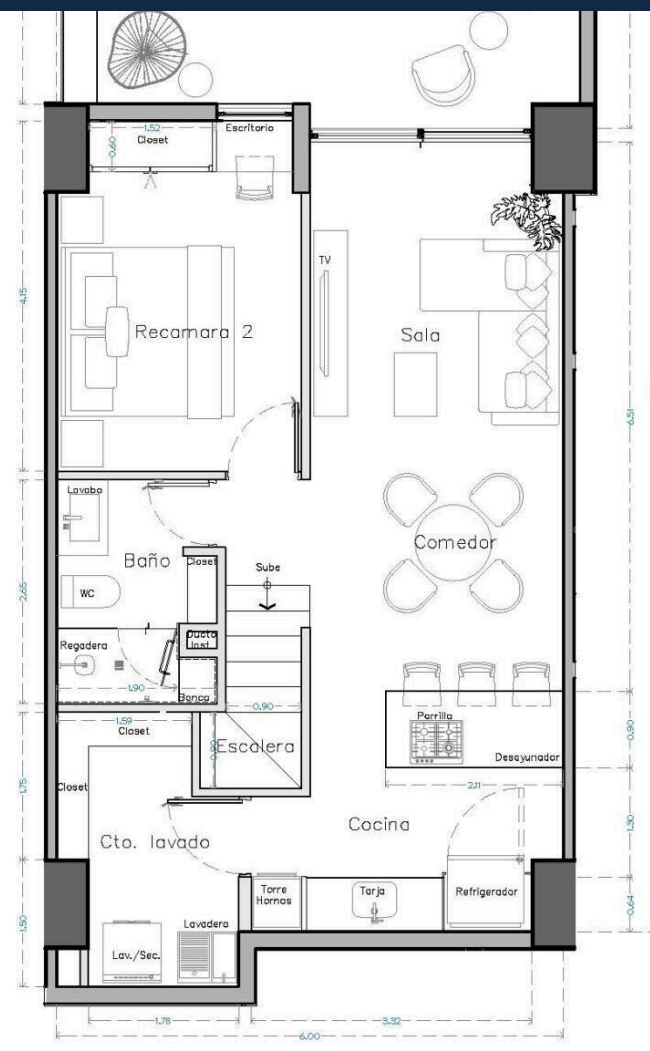 1.52
Escritorio
Closet
0.60
TV
4.15
Recamara 2
Sala
6.51
Lavabo
Comedor
Baño
Closet
Sube
WC
2.65
Ducto
Inst.
Regadera
1.90
Banca
0.90
Parrilla
1.59
Closet
0.90
Escalera
Desayunador
0.90
2.11
Closet
1.75
Cocina
1.30
Cto. lavado
Torre
Hornos
Tarja
Refrigerador
0.64
Lavadero
1.50
Lav./Sec.
1.78
3.32
6.00